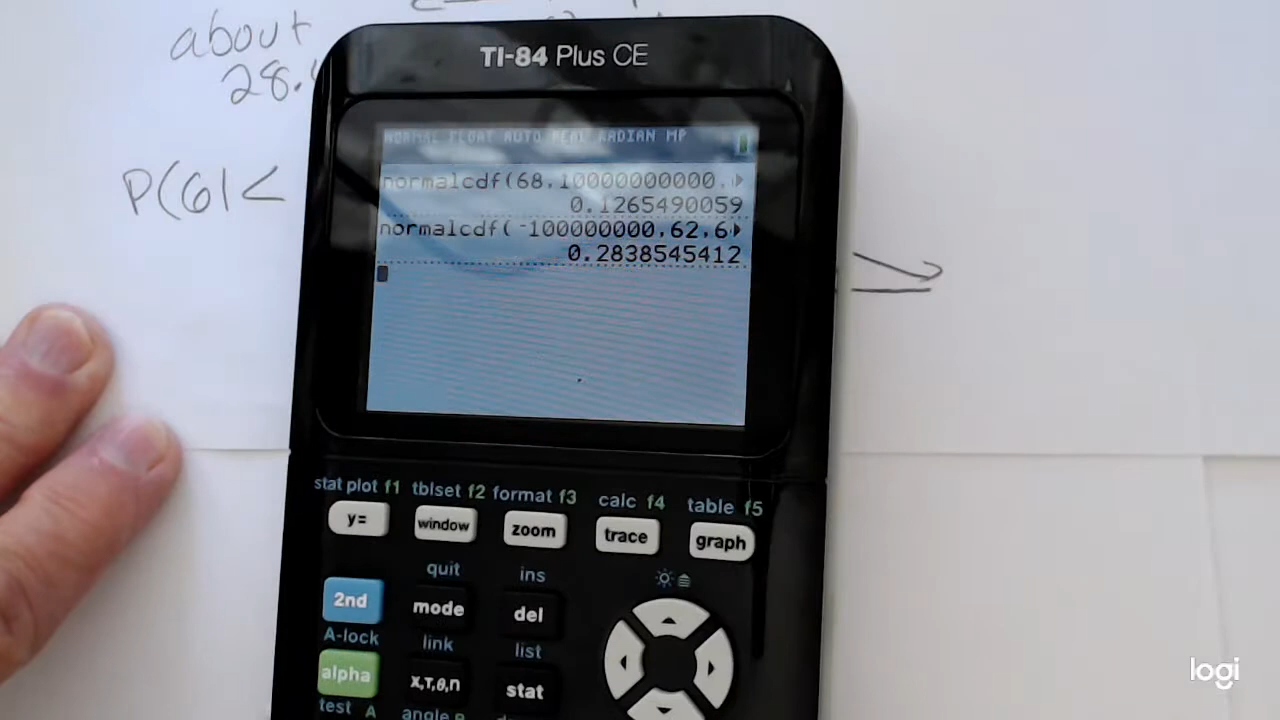 about
28.
P(61<
TI-84 Plus CE
NORMAL FLOAT AUTO REAL RADIAN MP
normalcdf(68,10000000000,
0.1265490059
normalcdf(-100000000,62,6
0.2838545412
stat plot f1 tblset f2 format f3 calc f4 table f5
y= window zoom trace graph
quit ins
2nd mode del
A-lock link list
alpha X,T,θ,n stat
test A angle
logi